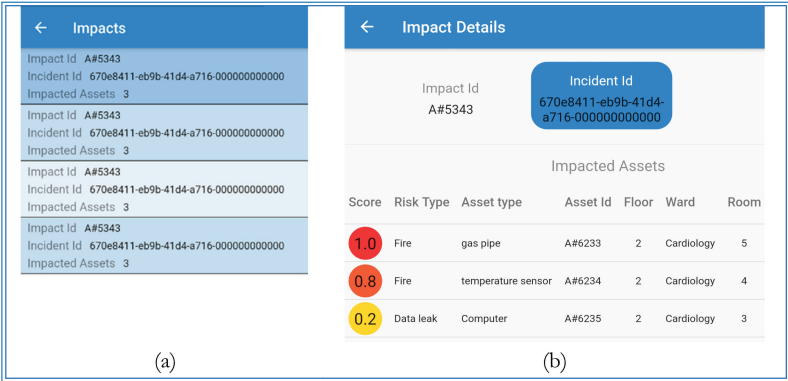 ← Impacts
Impact Id A#5343
Incident Id 670e8411-eb9b-41d4-a716-000000000000
Impacted Assets 3
Impact Id A#5343
Incident Id 670e8411-eb9b-41d4-a716-000000000000
Impacted Assets 3
Impact Id A#5343
Incident Id 670e8411-eb9b-41d4-a716-000000000000
Impacted Assets 3
Impact Id A#5343
Incident Id 670e8411-eb9b-41d4-a716-000000000000
Impacted Assets 3
(a)
← Impact Details
Impact Id
A#5343
Incident Id
670e8411-eb9b-41d4-
a716-000000000000
Impacted Assets
Score Risk Type Asset type Asset Id Floor Ward Room
1.0 Fire gas pipe A#6233 2 Cardiology 5
0.8 Fire temperature sensor A#6234 2 Cardiology 4
0.2 Data leak Computer A#6235 2 Cardiology 3
(b)